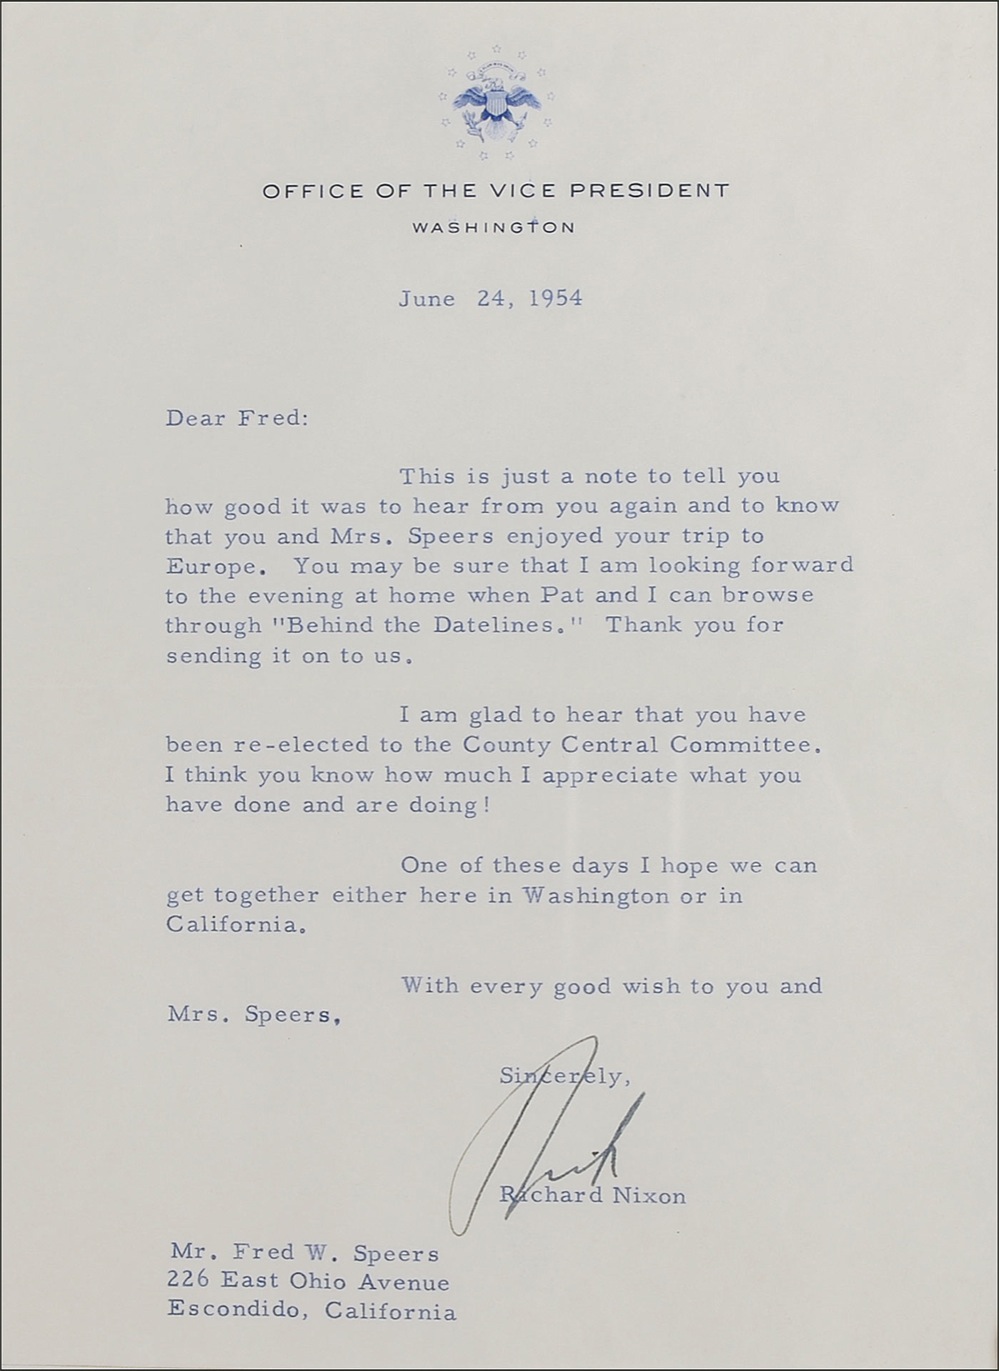 OFFICE OF THE VICE PRESIDENT
WASHINGTON
June 24, 1954
Dear Fred:
This is just a note to tell you
how good it was to hear from you again and to know
that you and Mrs. Speers enjoyed your trip to
Europe. You may be sure that I am looking forward
to the evening at home when Pat and I can browse
through "Behind the Datelines." Thank you for
sending it on to us.
I am glad to hear that you have
been re-elected to the County Central Committee.
I think you know how much I appreciate what you
have done and are doing!
One of these days I hope we can
get together either here in Washington or in
California.
With every good wish to you and
Mrs. Speers,
Sincerely,
Dick
Richard Nixon
Mr. Fred W. Speers
226 East Ohio Avenue
Escondido, California